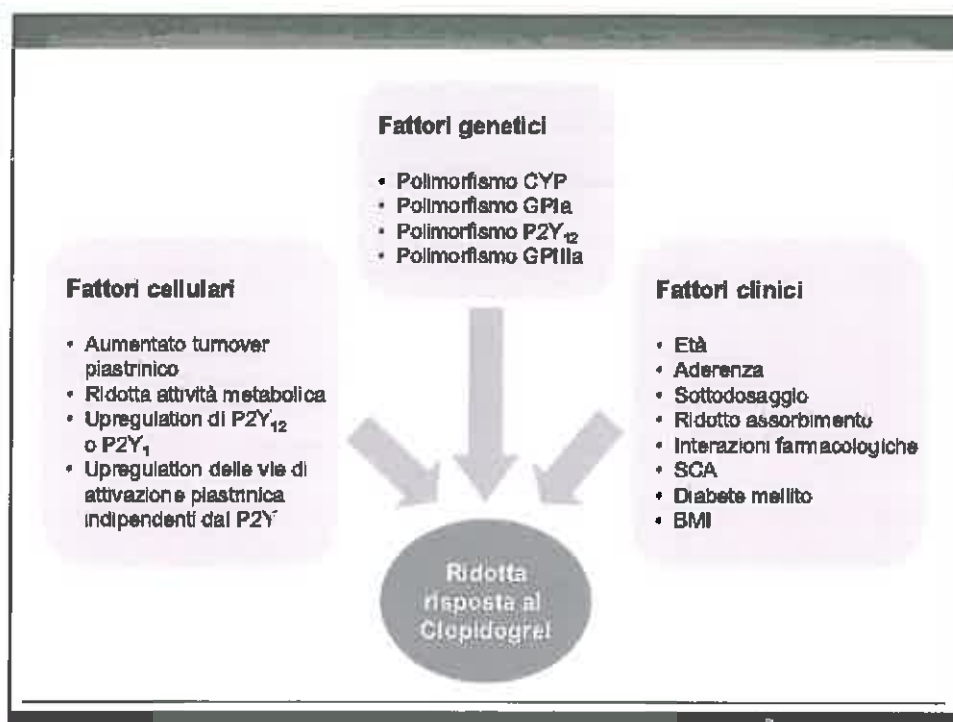 Fattori genetici
• Polimorfismo CYP
• Polimorfismo GPIa
• Polimorfismo P2Y₁₂
• Polimorfismo GPIIIa
Fattori cellulari
• Aumentato turnover
piastrinico
• Ridotta attività metabolica
• Upregulation di P2Y₁₂
o P2Y₁
• Upregulation delle vie di
attivazione piastrinica
indipendenti dal P2Y
Fattori clinici
• Età
• Aderenza
• Sottodosaggio
• Ridotto assorbimento
• Interazioni farmacologiche
• SCA
• Diabete mellito
• BMI
Ridotta
risposta al
Clopidogrel